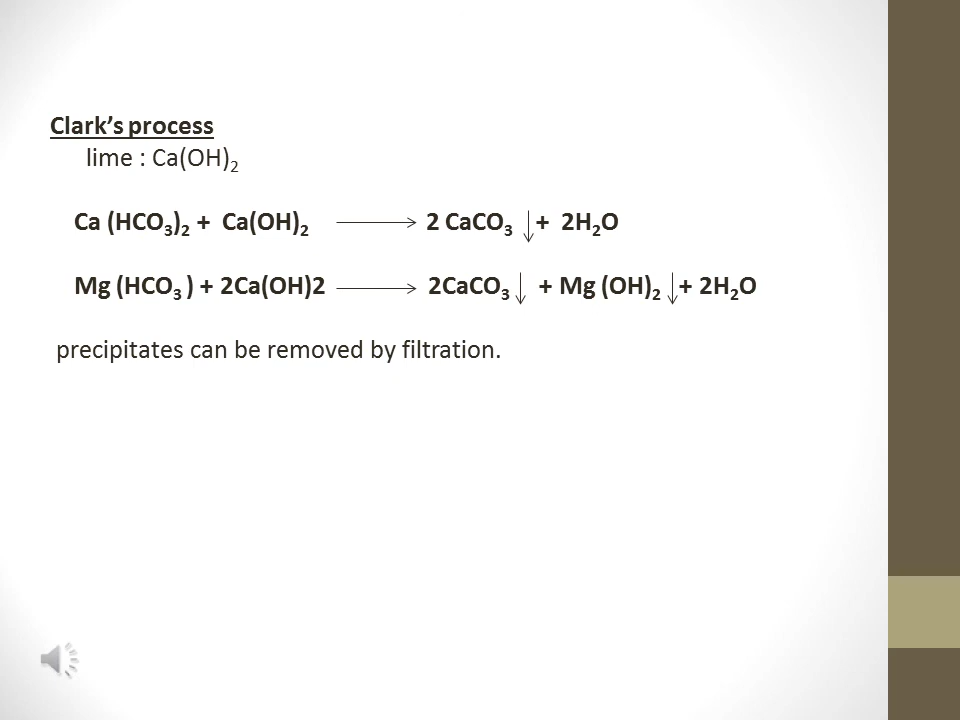 Clark’s process
lime : Ca(OH)₂
Ca (HCO₃)₂ + Ca(OH)₂ ⟶ 2 CaCO₃ ↓ + 2H₂O
Mg (HCO₃ ) + 2Ca(OH)2 ⟶ 2CaCO₃ ↓ + Mg (OH)₂ ↓ + 2H₂O
precipitates can be removed by filtration.